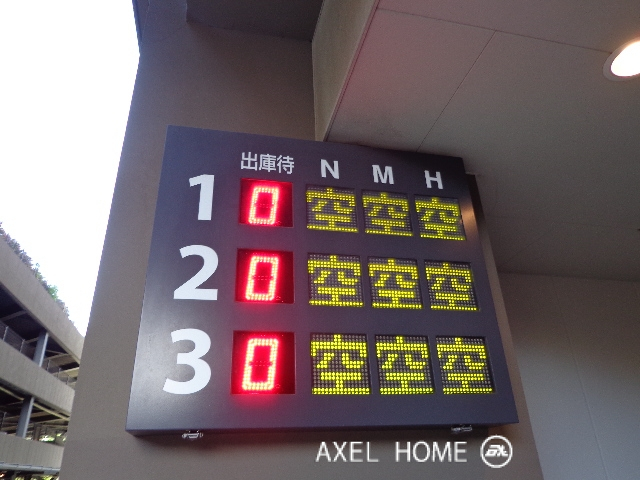 出庫待 N M H
1 0 空 空 空
2 0 空 空 空
3 0 空 空 空
AXEL HOME